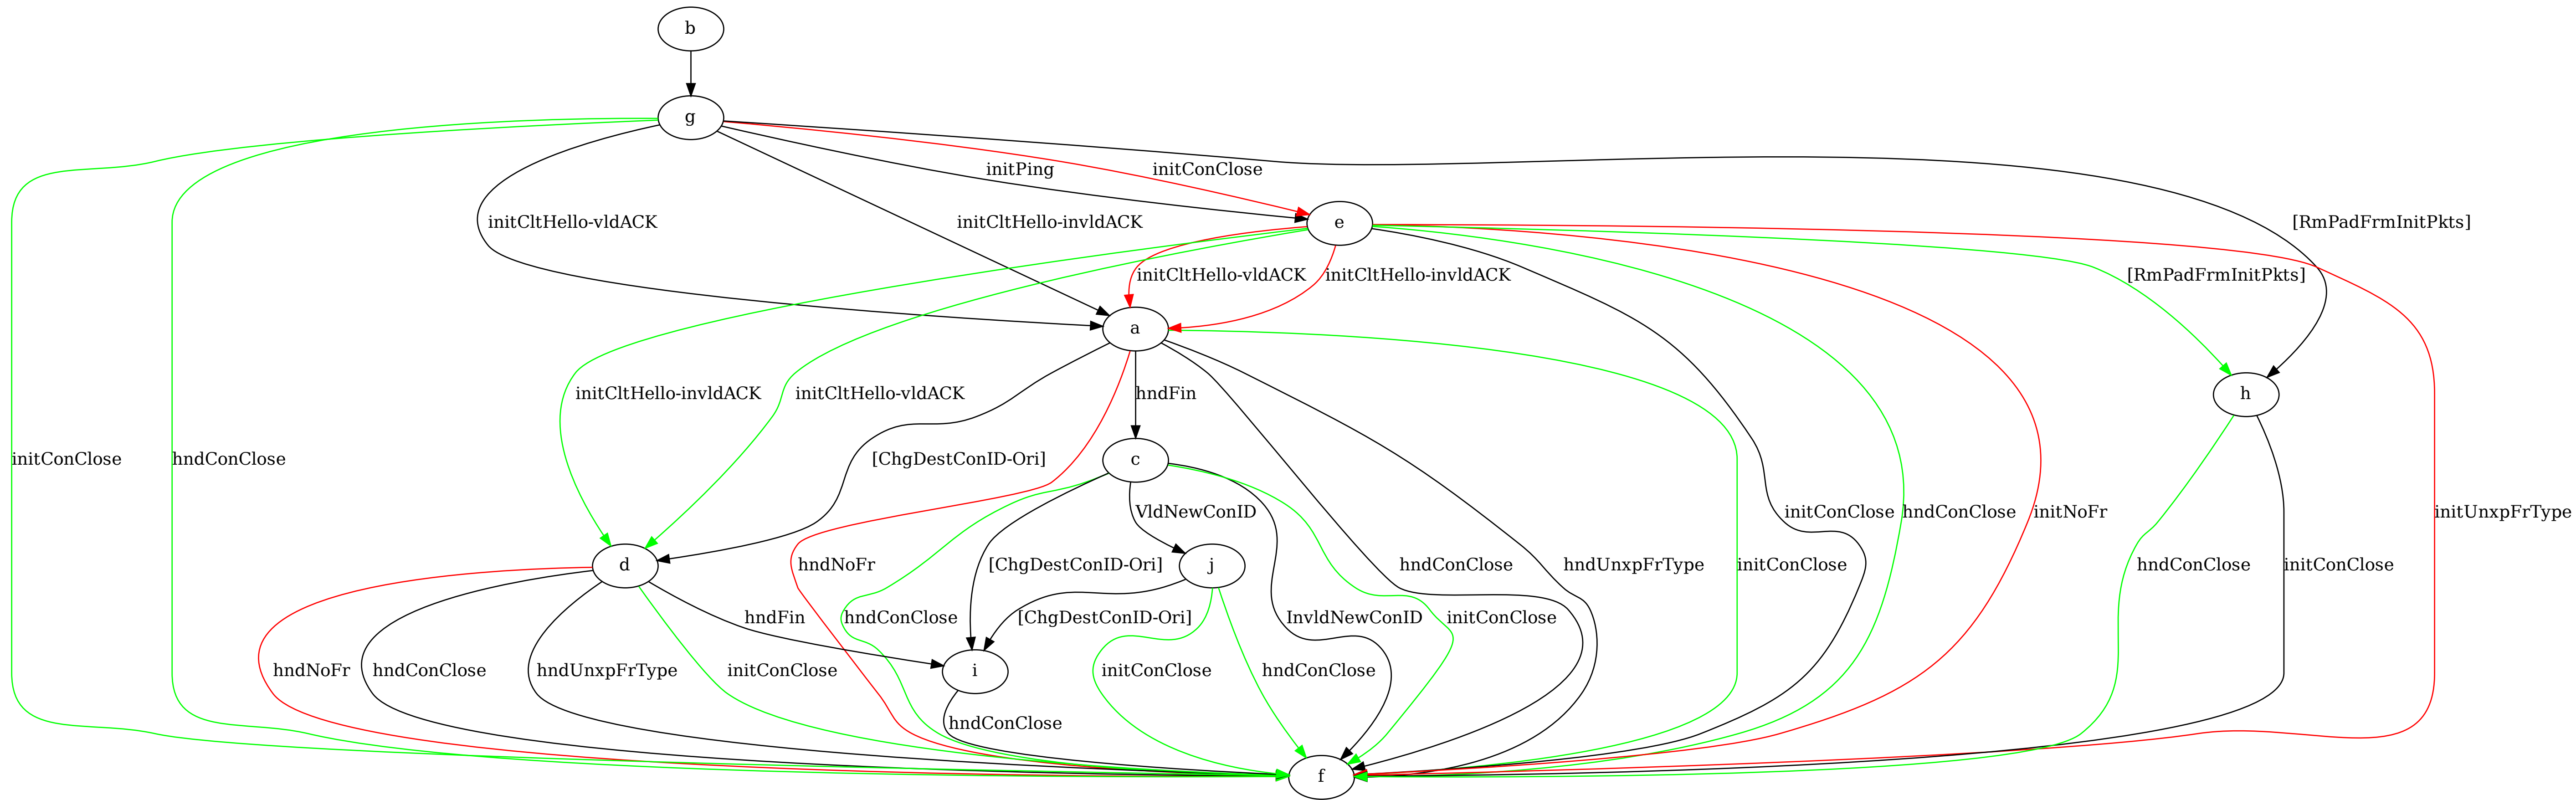 b
g
initPing
initConClose
initCltHello-vldACK
initCltHello-invldACK
e
[RmPadFrmInitPkts]
initCltHello-vldACK
initCltHello-invldACK
[RmPadFrmInitPkts]
a
initCltHello-invldACK
initCltHello-vldACK
hndFin
h
initConClose
hndConClose
[ChgDestConID-Ori]
c
VldNewConID
initConClose
hndConClose
initNoFr
initUnxpFrType
d
hndNoFr
[ChgDestConID-Ori]
j
hndConClose
hndUnxpFrType
initConClose
hndConClose
initConClose
hndFin
hndConClose
[ChgDestConID-Ori]
InvldNewConID
initConClose
hndNoFr
hndConClose
hndUnxpFrType
initConClose
i
initConClose
hndConClose
hndConClose
f